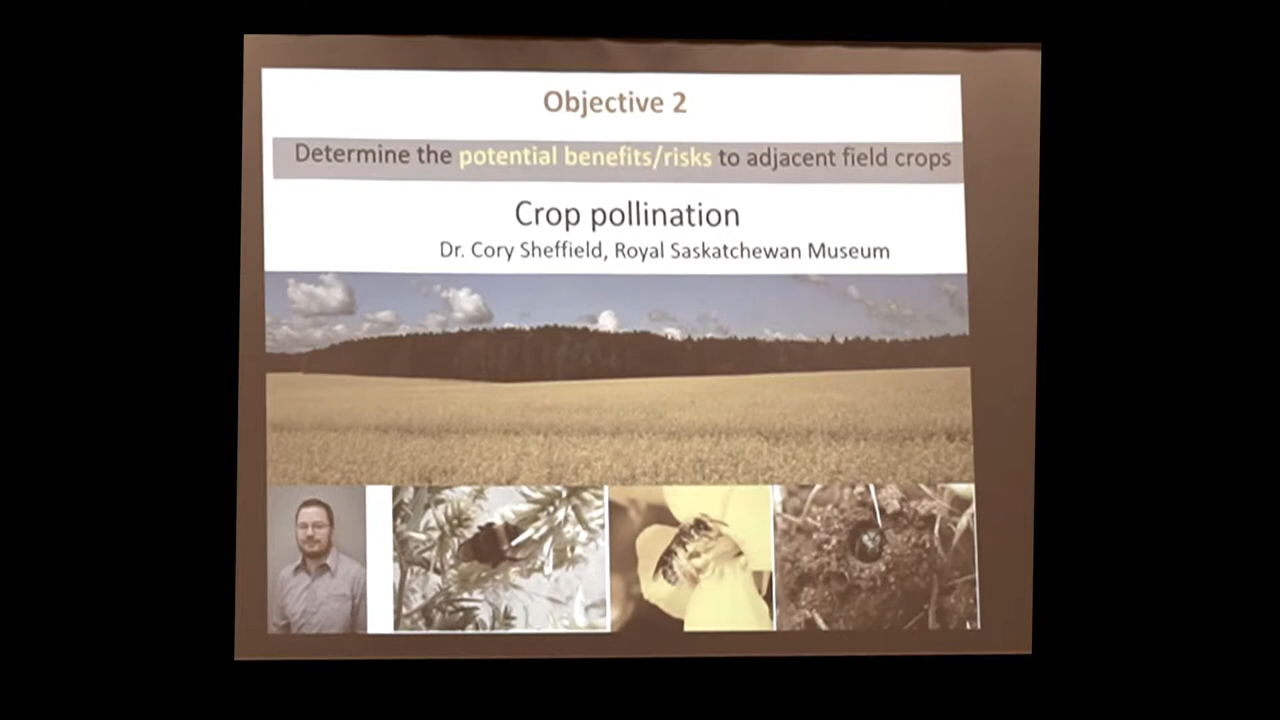 Objective 2
Determine the potential benefits/risks to adjacent field crops
Crop pollination
Dr. Cory Sheffield, Royal Saskatchewan Museum